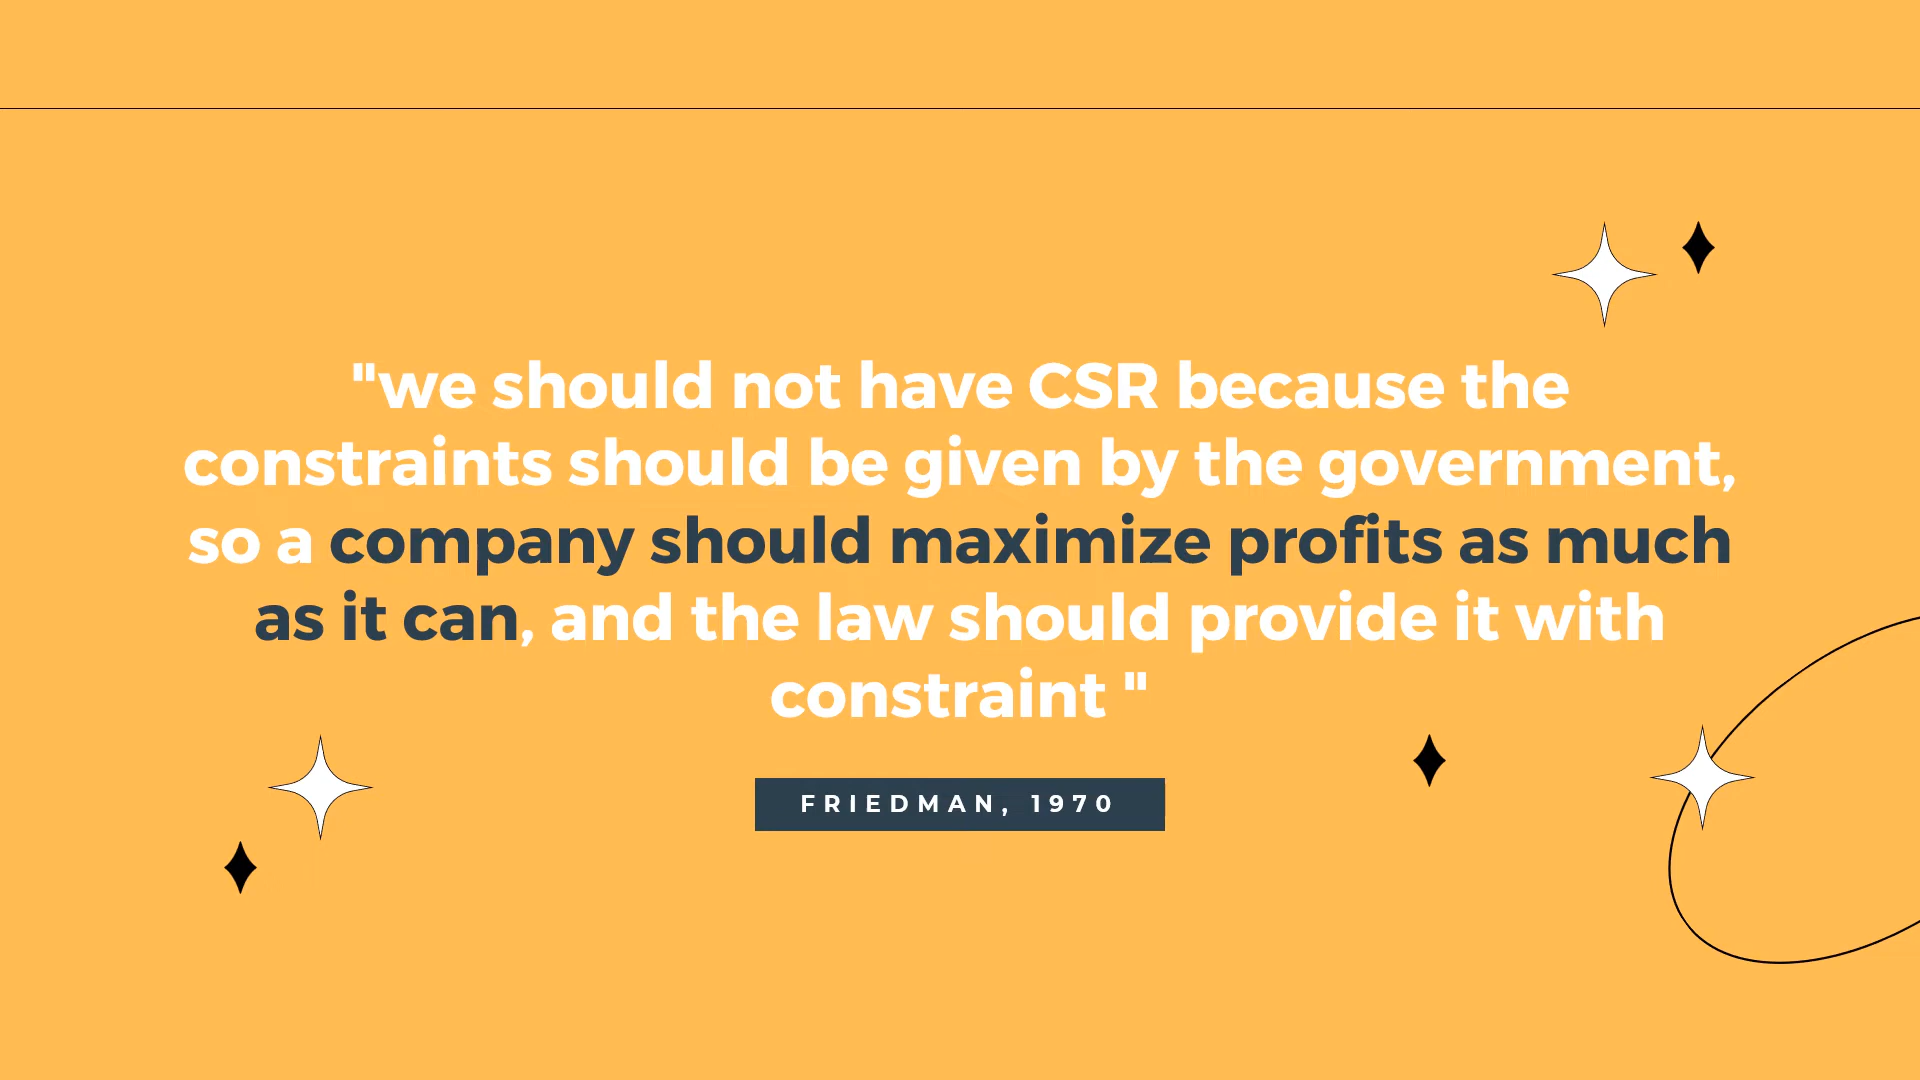 "we should not have CSR because the
constraints should be given by the government,
so a company should maximize profits as much
as it can, and the law should provide it with
constraint "
FRIEDMAN, 1970